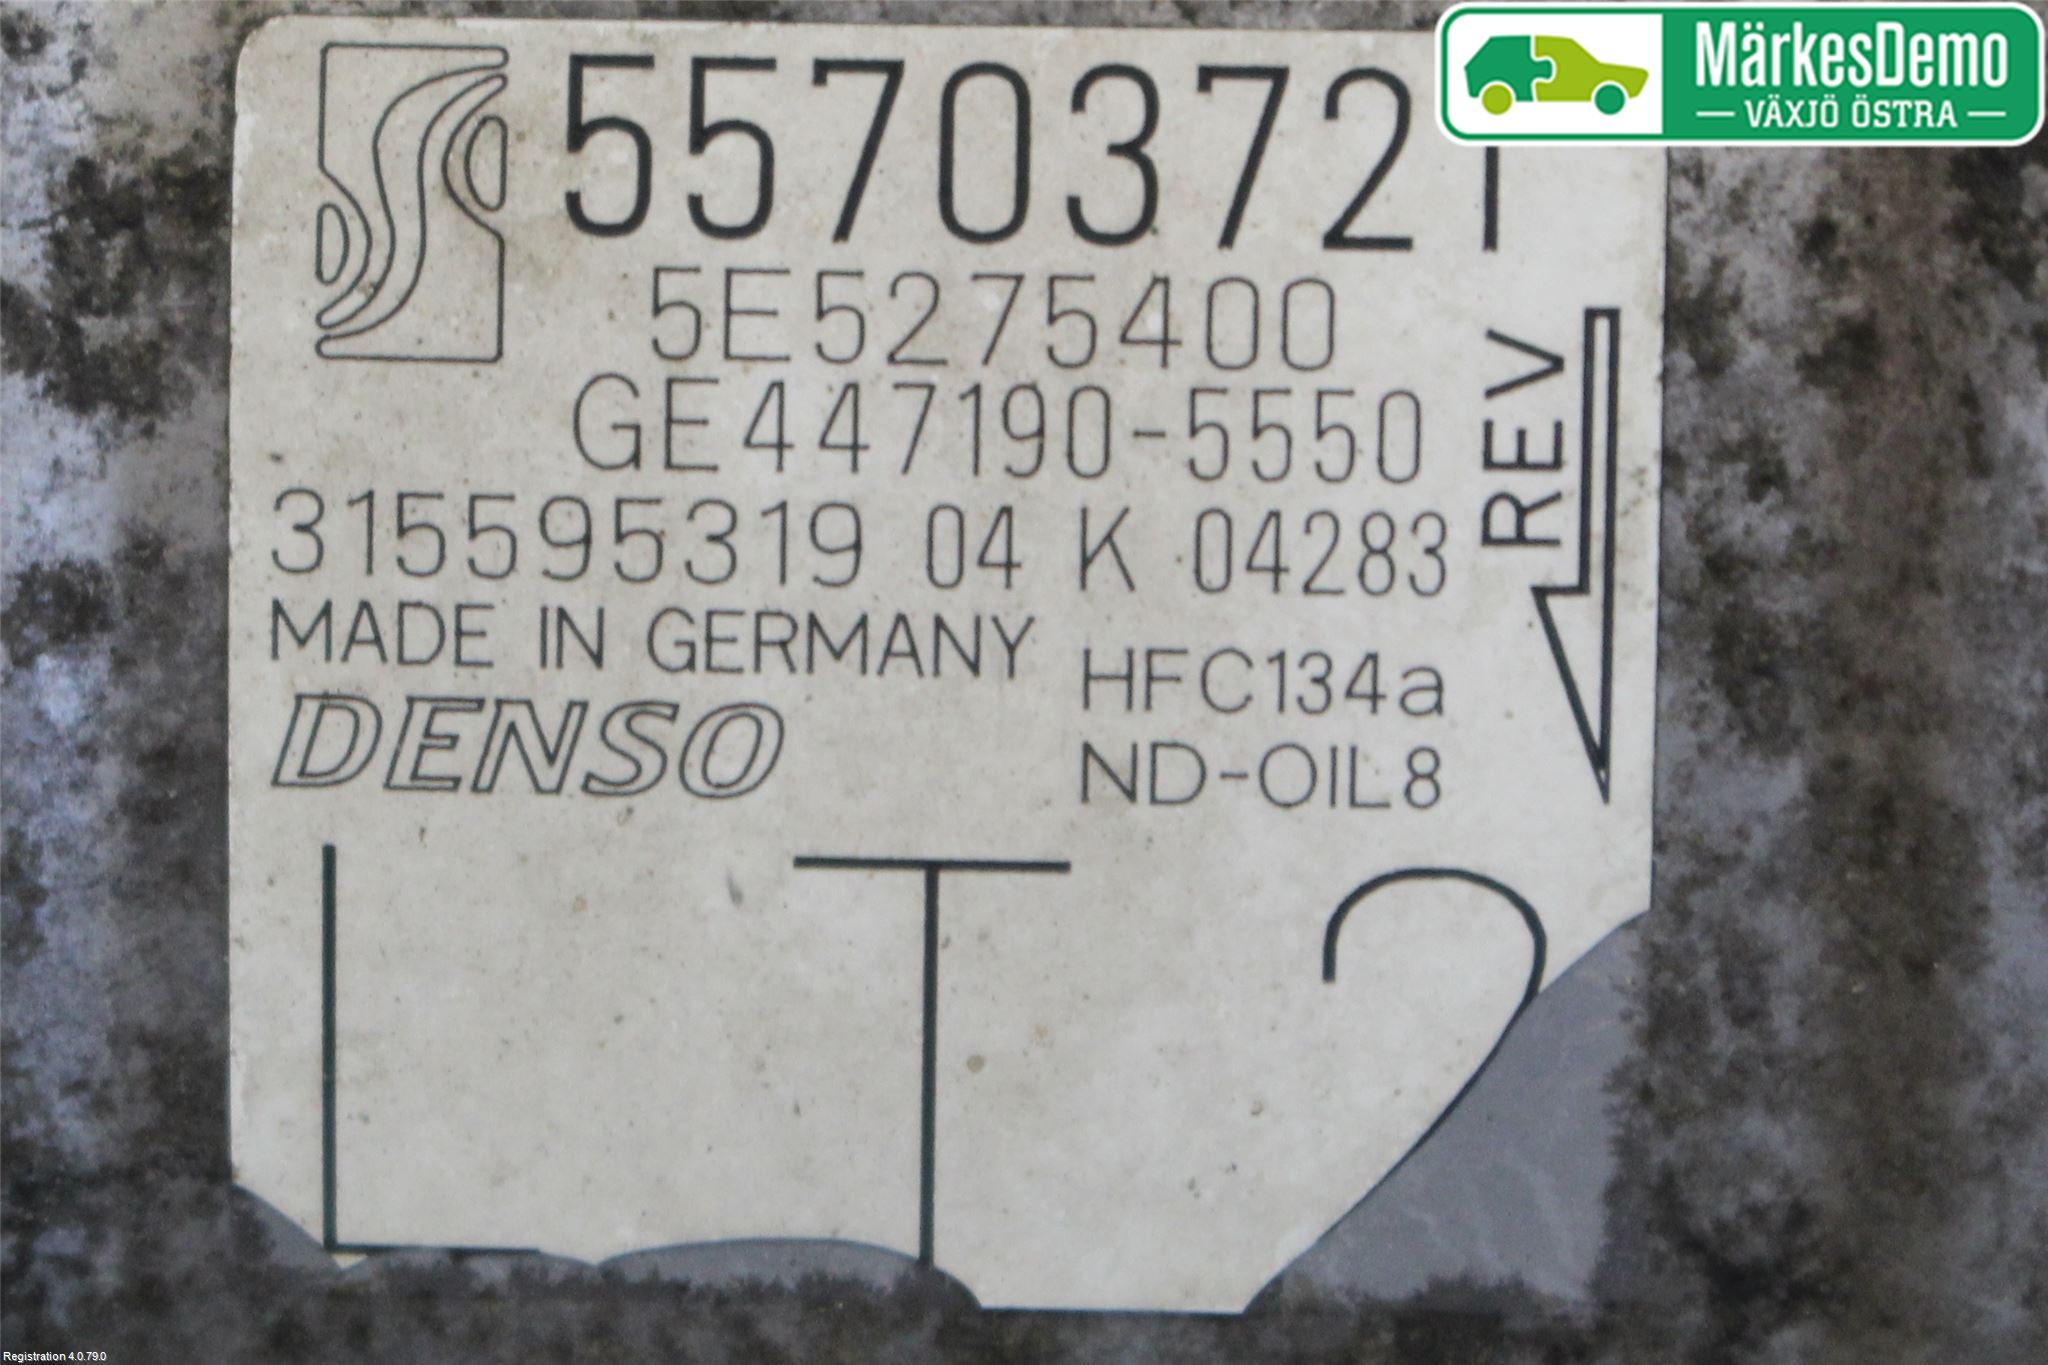 MärkesDemo
VÄXJÖ ÖSTRA
55703721
5E5275400
GE447190-5550
REV
315595319 04 K 04283
MADE IN GERMANY
HFC134a
DENSO
ND-OIL8
Registration 4.0.79.0